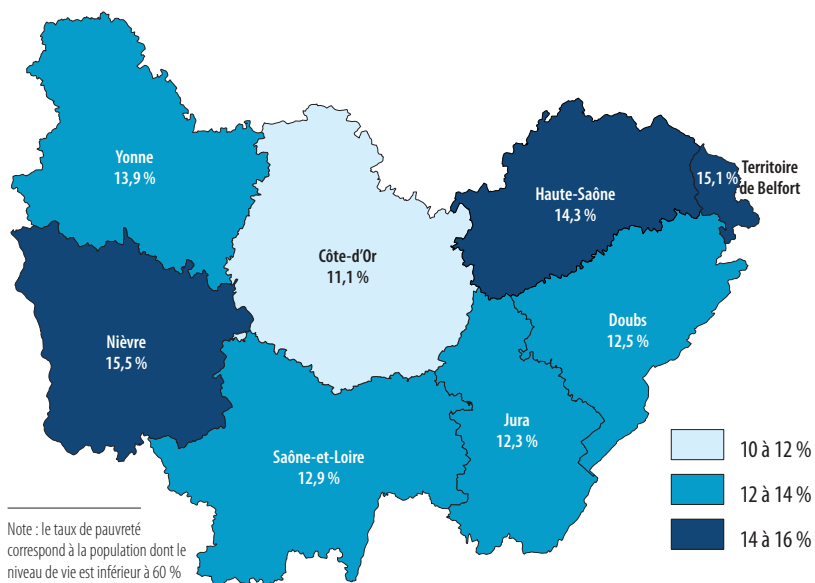 Yonne
13,9 %
Côte-d'Or
11,1 %
Haute-Saône
14,3 %
15,1 %
Territoire
de Belfort
Nièvre
15,5 %
Doubs
12,5 %
Jura
12,3 %
Saône-et-Loire
12,9 %
10 à 12 %
12 à 14 %
14 à 16 %
Note : le taux de pauvreté
correspond à la population dont le
niveau de vie est inférieur à 60 %